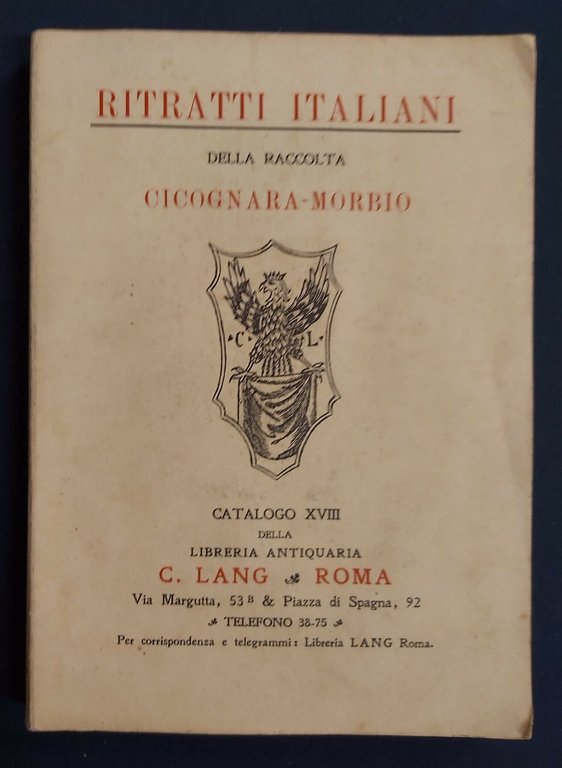 RITRATTI ITALIANI
DELLA RACCOLTA
CICOGNARA-MORBIO
C. L.
CATALOGO XVIII
DELLA
LIBRERIA ANTIQUARIA
C. LANG ROMA
Via Margutta, 53 B & Piazza di Spagna, 92
TELEFONO 38-75
Per corrispondenza e telegrammi: Libreria LANG Roma.